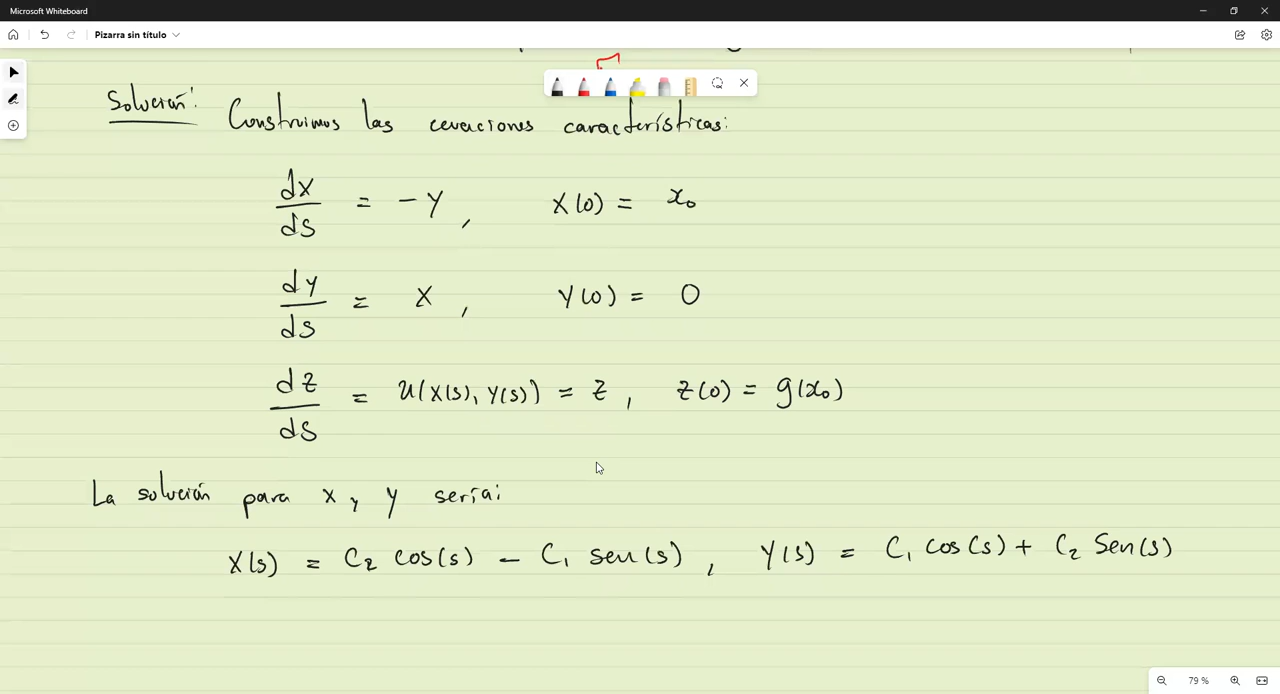 Microsoft Whiteboard
Pizarra sin título
Solución:
Construimos las ecuaciones características:
dX/ds = -Y, X(0) = x₀
dY/ds = X, Y(0) = 0
dz/ds = u(X(s), Y(s)) = z, z(0) = g(x₀)
La solución para X y Y sería:
X(s) = C₂ cos(s) - C₁ sen(s), Y(s) = C₁ cos(s) + C₂ Sen(s)
79 %